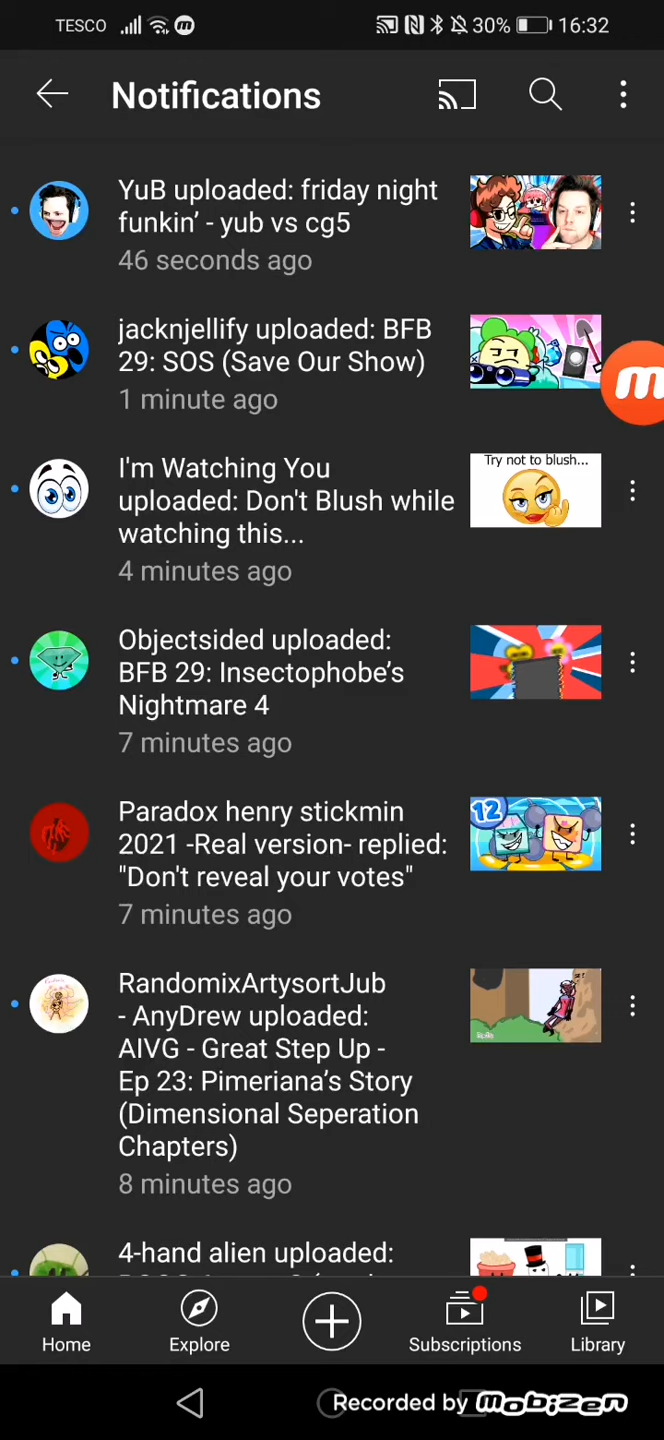 TESCO 30% 16:32
Notifications
YuB uploaded: friday night
funkin’ - yub vs cg5
46 seconds ago
jacknjellify uploaded: BFB
29: SOS (Save Our Show)
1 minute ago
I'm Watching You
uploaded: Don't Blush while
watching this...
4 minutes ago
Try not to blush...
Objectsided uploaded:
BFB 29: Insectophobe’s
Nightmare 4
7 minutes ago
Paradox henry stickmin
2021 -Real version- replied:
"Don't reveal your votes"
7 minutes ago
12
RandomixArtysortJub
- AnyDrew uploaded:
AIVG - Great Step Up -
Ep 23: Pimeriana’s Story
(Dimensional Seperation
Chapters)
8 minutes ago
4-hand alien uploaded:
Home Explore Subscriptions Library
Recorded by mobizen